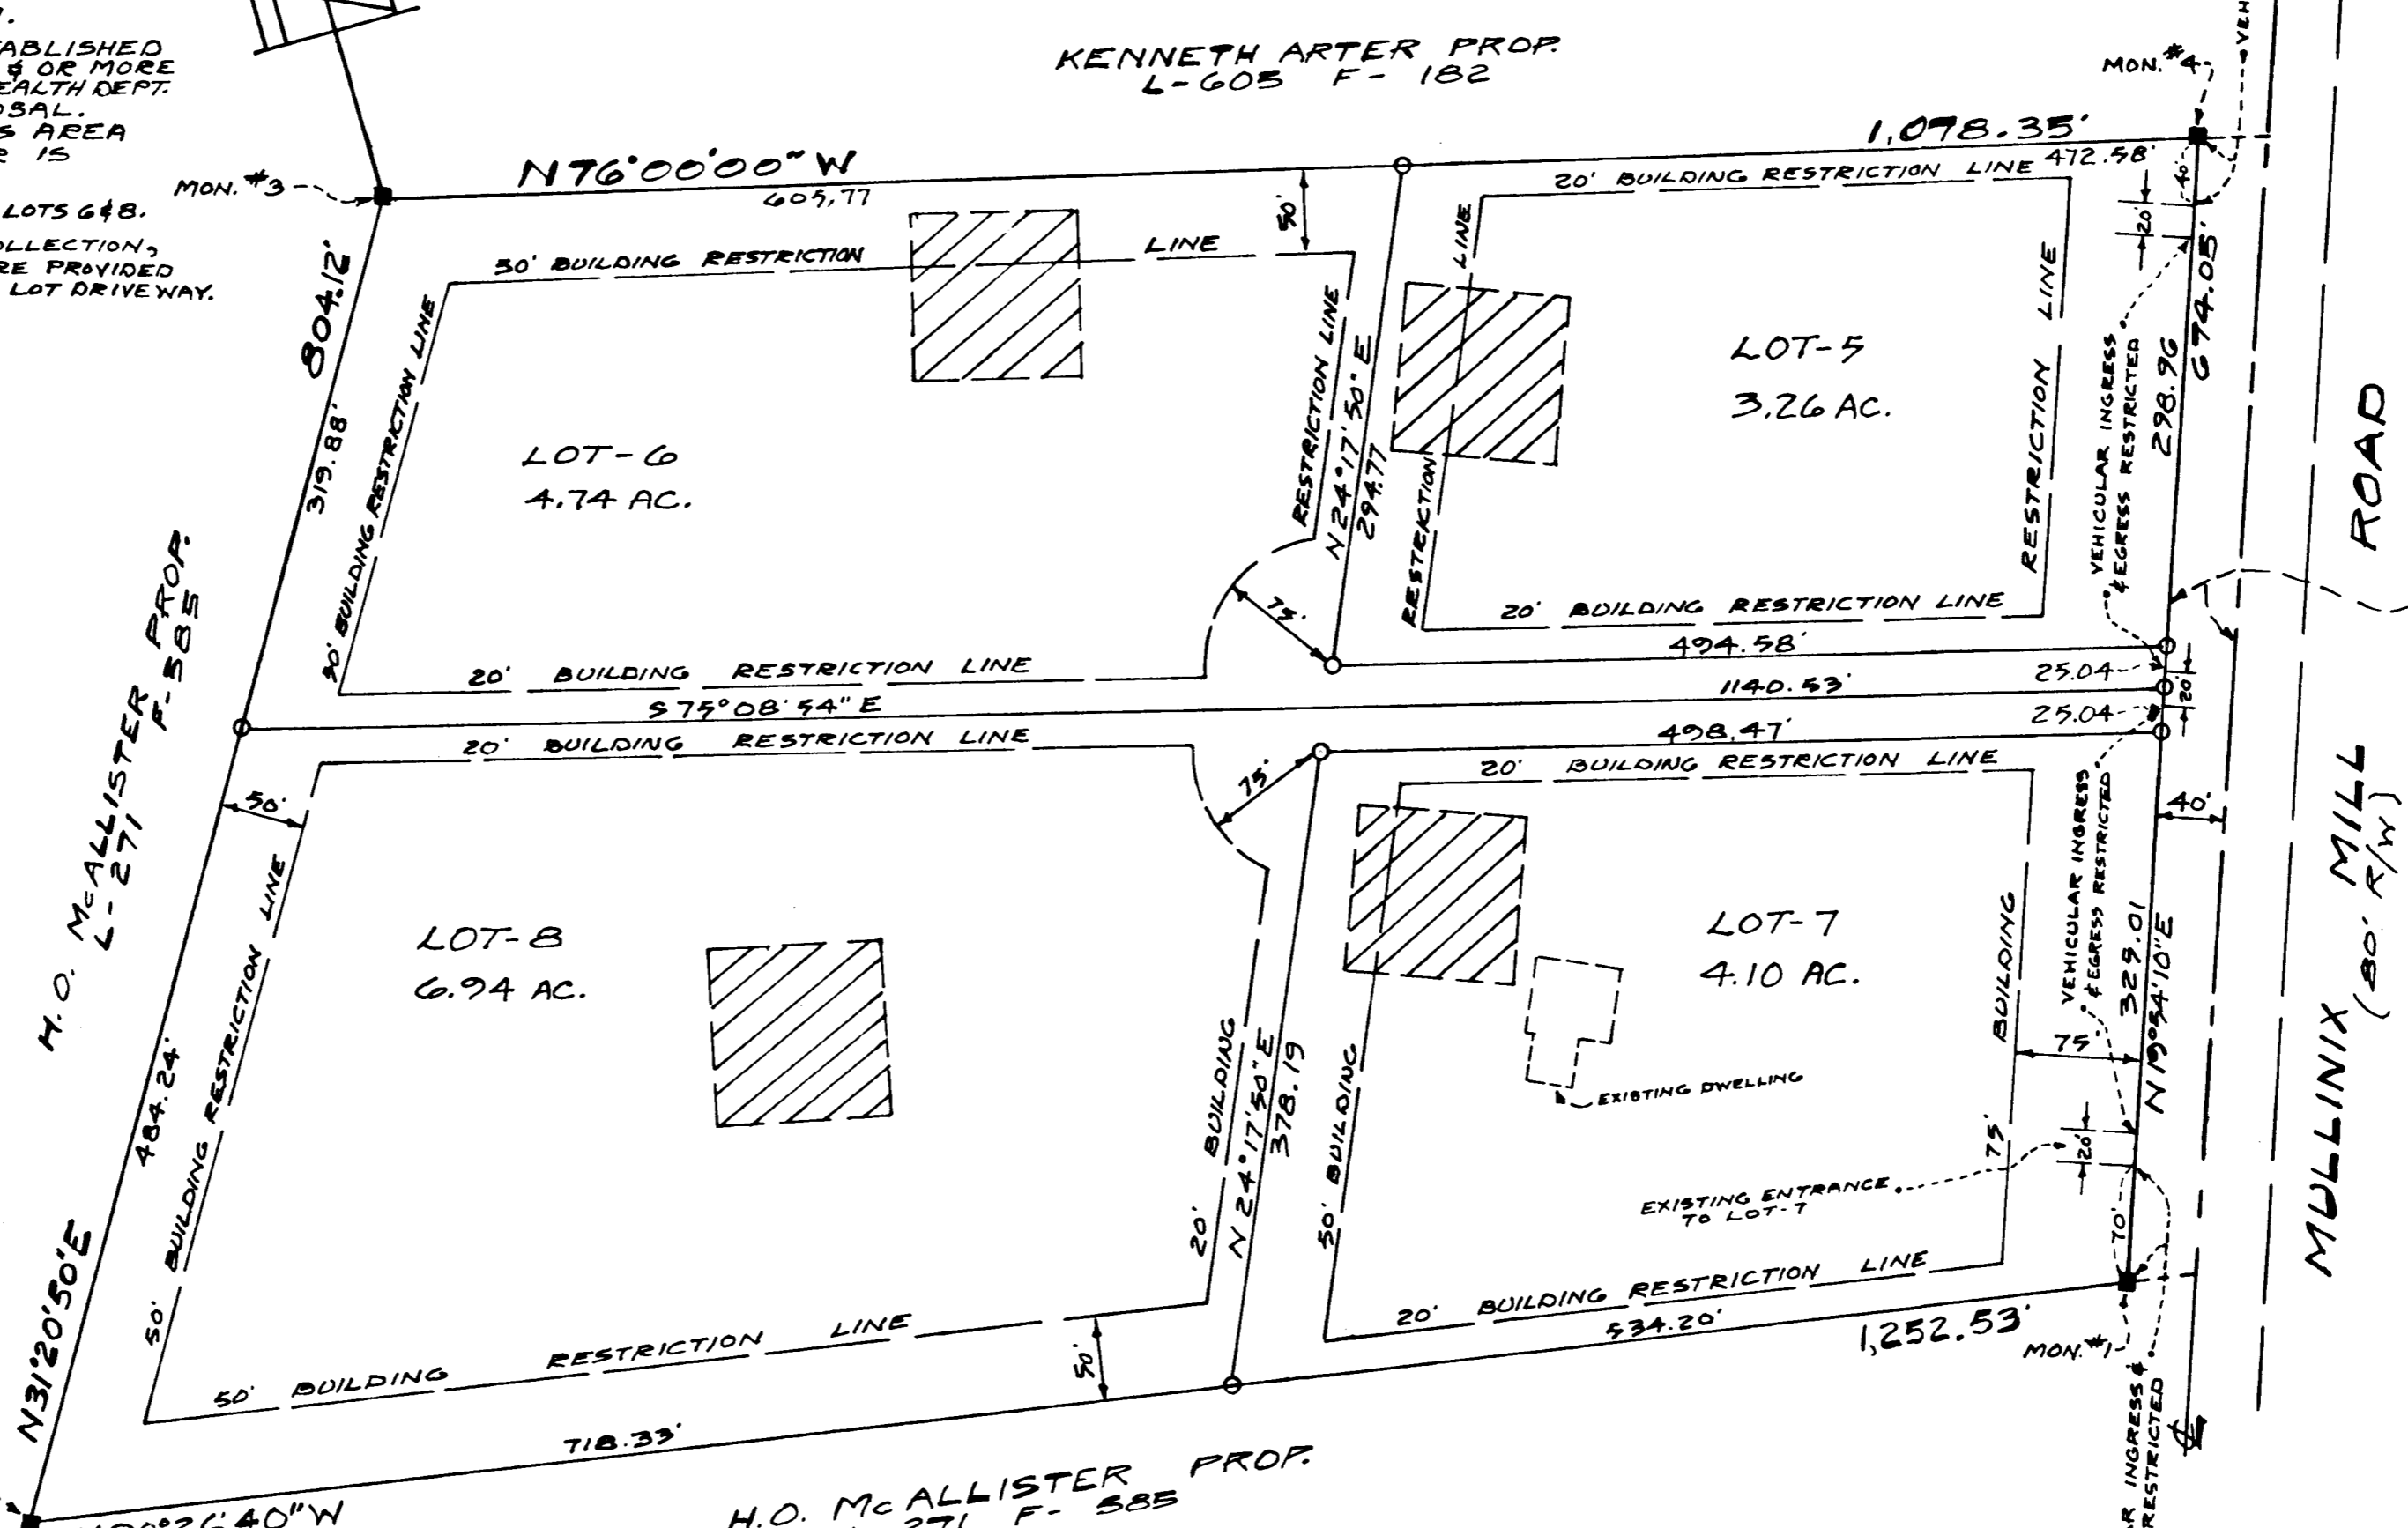 ABLISHED
& OR MORE
EALTH DEPT.
OSAL.
S AREA
R IS
LOTS 6&8.
OLLECTION,
RE PROVIDED
LOT DRIVEWAY.
KENNETH ARTER PROP.
L-605 F- 182
MON. #4
VEH
MON. #3
N76°00'00"W
605.77
1,078.35'
472.58'
40'
20'
20' BUILDING RESTRICTION LINE
50'
50' BUILDING RESTRICTION LINE
804.12'
319.88'
50' BUILDING RESTRICTION LINE
RESTRICTION LINE
N 24°17'50" E
294.77
RESTRICTION LINE
RESTRICTION LINE
LOT-5
3.26 AC.
LOT-6
4.74 AC.
VEHICULAR INGRESS
& EGRESS RESTRICTED
298.96
674.05'
20' BUILDING RESTRICTION LINE
494.58'
75'
20' BUILDING RESTRICTION LINE
S75°08'54"E
1140.53'
25.04
20'
25.04
20' BUILDING RESTRICTION LINE
498.47'
20' BUILDING RESTRICTION LINE
75'
50'
40'
H.O. McALLISTER PROP.
L-271 F-585
LOT-8
6.94 AC.
LOT-7
4.10 AC.
VEHICULAR INGRESS
& EGRESS RESTRICTED
329.01
N19°54'10"E
484.24'
50' BUILDING RESTRICTION LINE
20' BUILDING
N 24°17'50"E
378.19
50' BUILDING
75' BUILDING
75'
EXISTING DWELLING
EXISTING ENTRANCE
TO LOT-7
20'
70'
MULLINIX MILL ROAD
(80' R/W)
N31°20'50"E
50' BUILDING RESTRICTION LINE
50'
20' BUILDING RESTRICTION LINE
534.20'
1,252.53'
MON. #1
718.33'
R INGRESS &
RESTRICTED
H.O. McALLISTER PROP.
271 F- 585
26'40"W